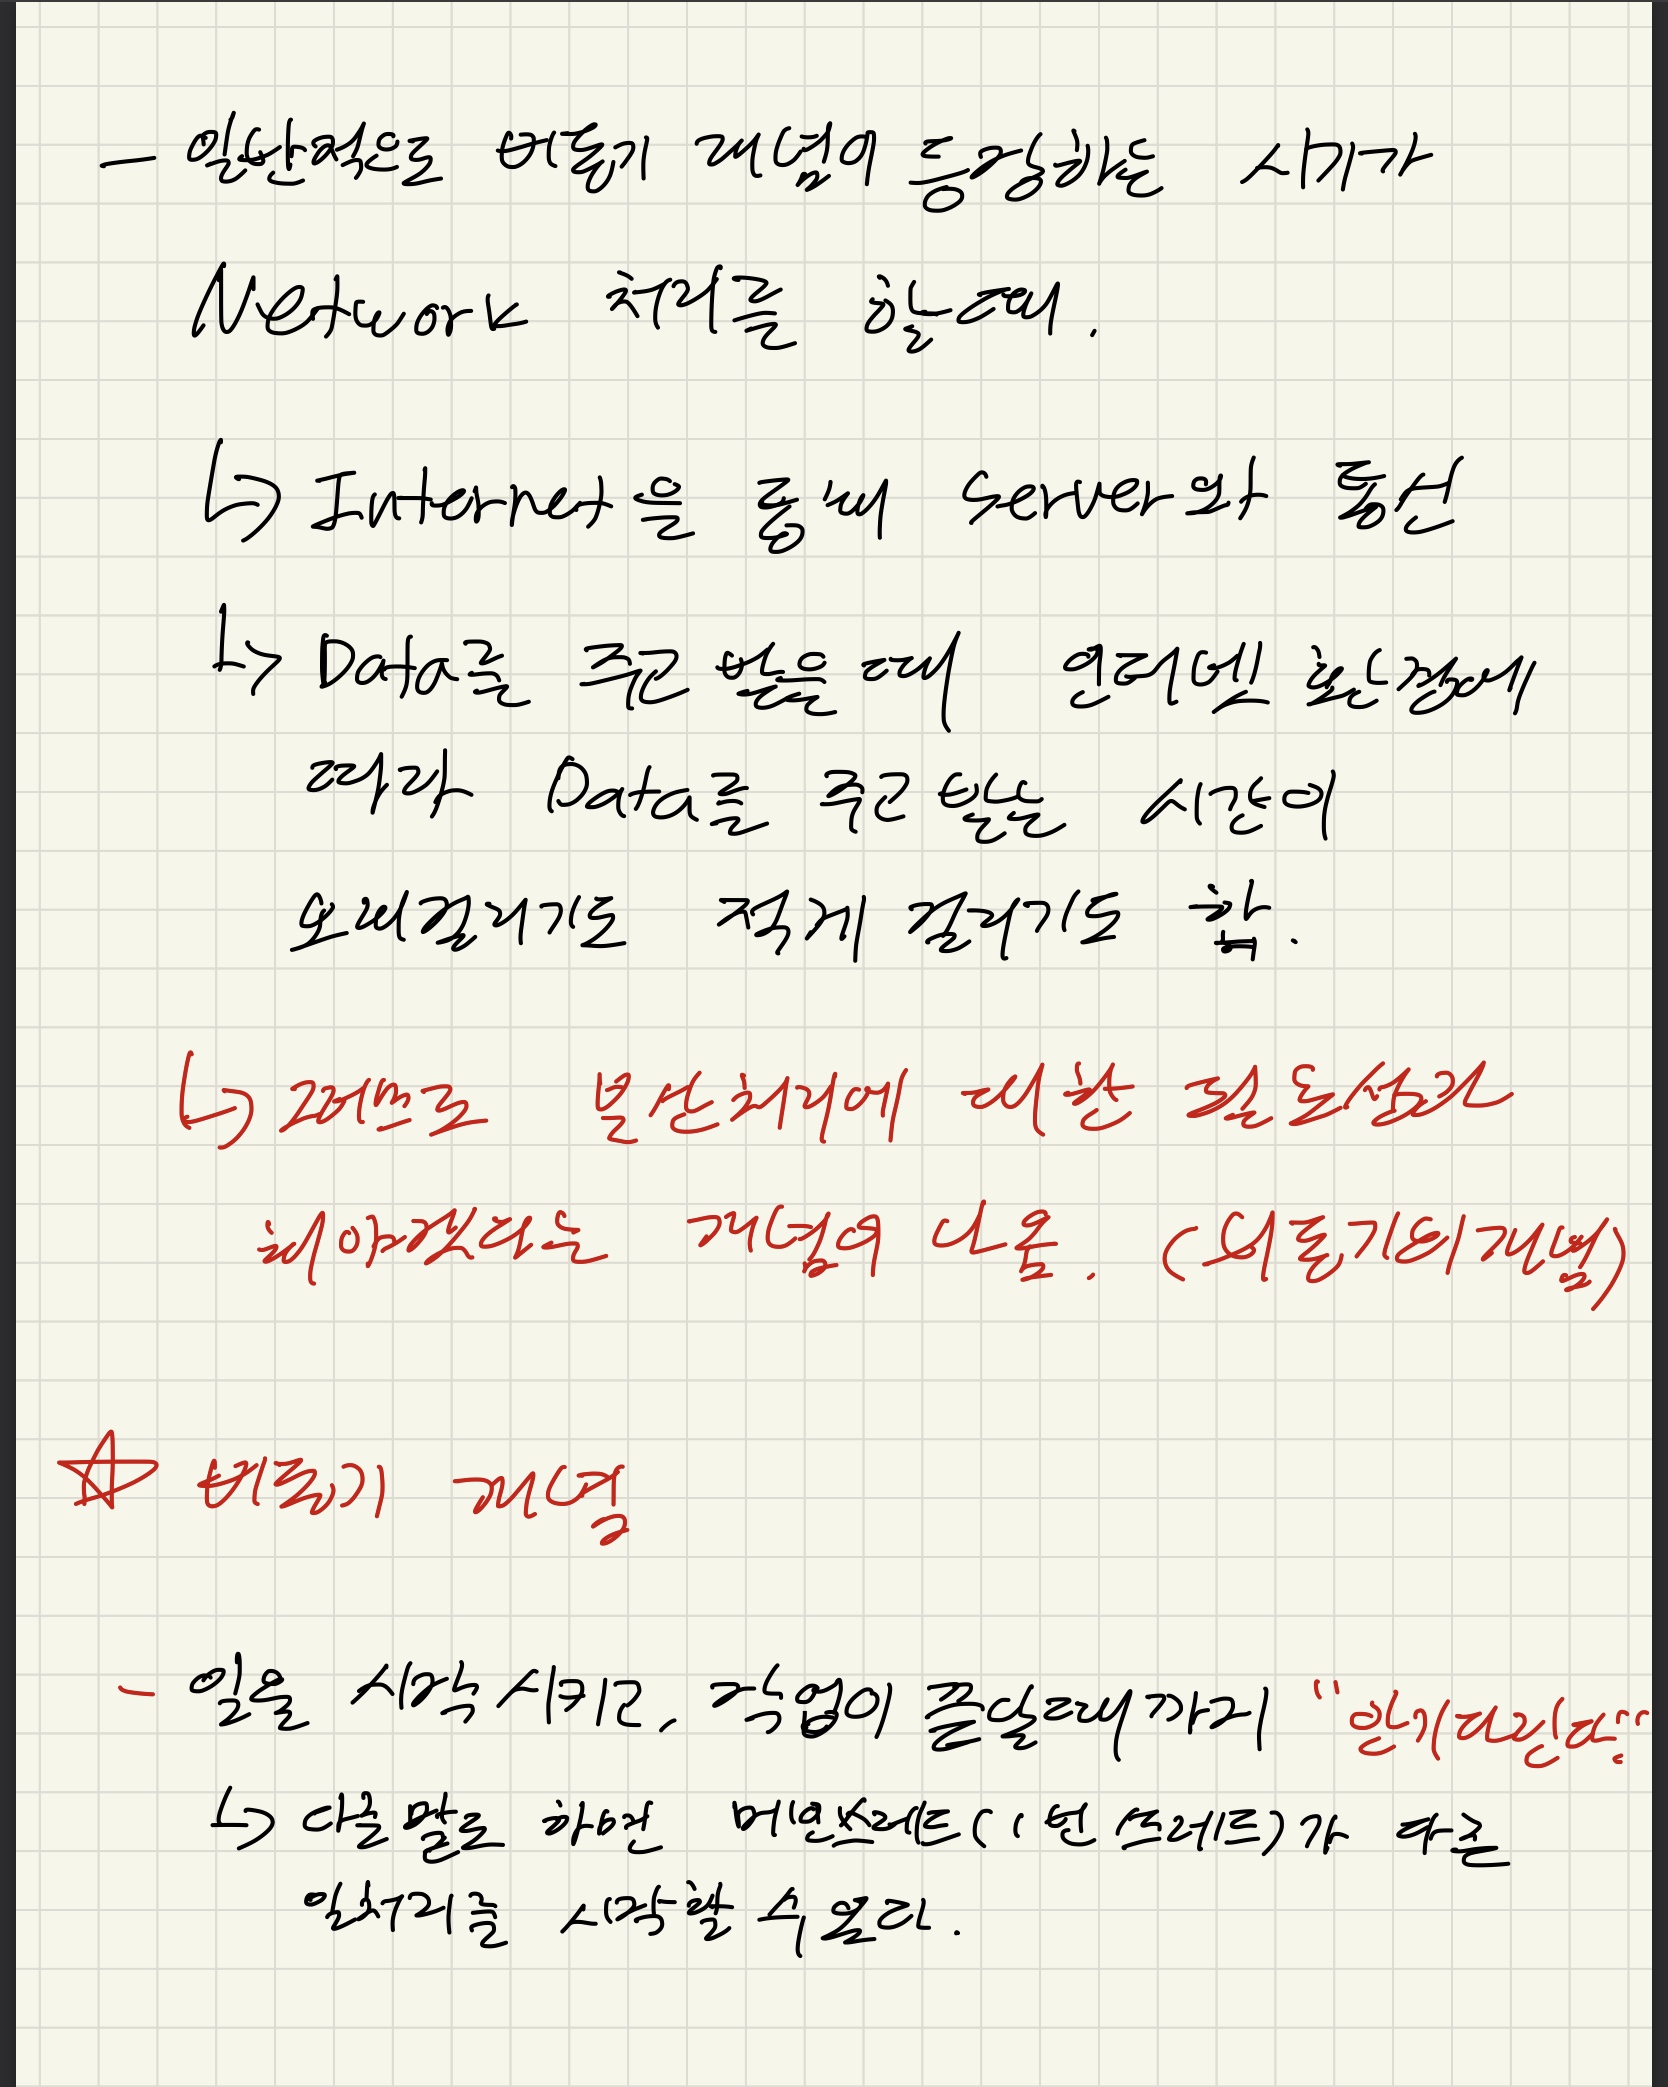 - 일반적으로 비동기 개념이 등장하는 시기가
Network 처리를 할때.
↳ Internet을 통해 Server와 통신
↳ Data를 주고 받을때 인터넷 환경에
따라 Data를 주고 받는 시간이
오래걸리기도 적게 걸리기도 함.
↳ 그러므로 분산처리에 대한 필요성과
해야겠다는 개념이 나옴. (비동기의 개념)
☆ 비동기 개념
- 일을 시작시키고, 작업이 끝날때까지 "안기다린다."
↳ 다른말로 하면 메인쓰레드(1번 쓰레드)가 다른
일처리를 시작할 수 있다.